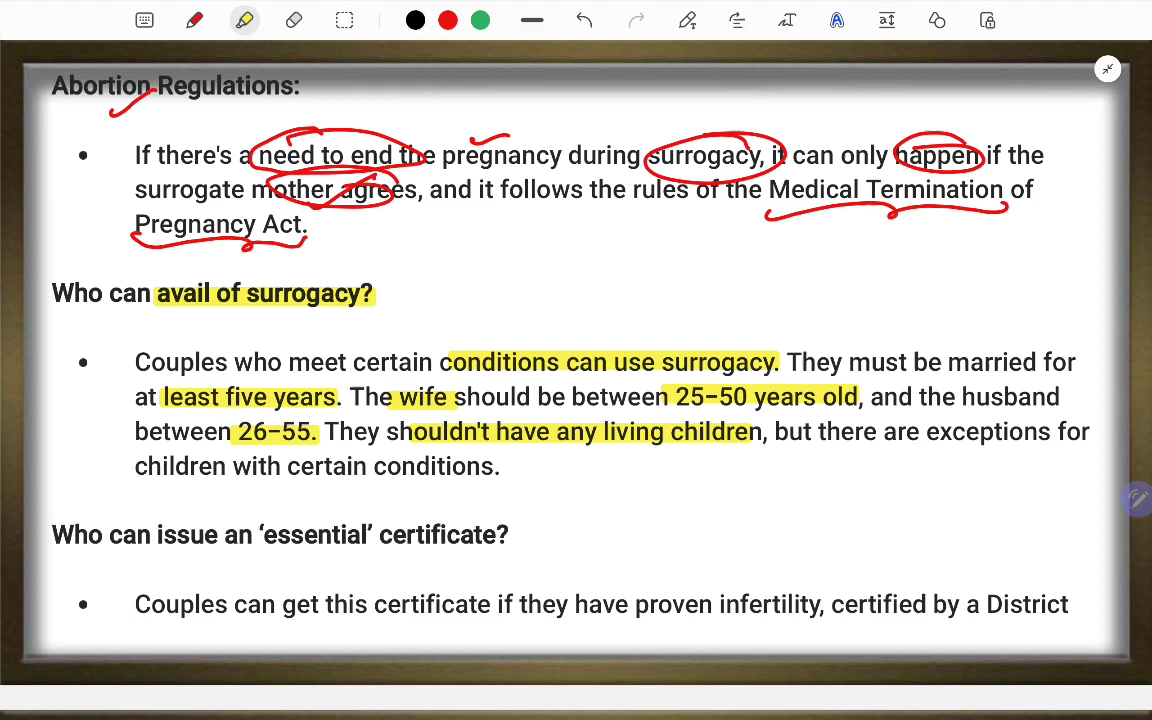 Abortion Regulations:
• If there's a need to end the pregnancy during surrogacy, it can only happen if the
surrogate mother agrees, and it follows the rules of the Medical Termination of
Pregnancy Act.
Who can avail of surrogacy?
• Couples who meet certain conditions can use surrogacy. They must be married for
at least five years. The wife should be between 25–50 years old, and the husband
between 26–55. They shouldn't have any living children, but there are exceptions for
children with certain conditions.
Who can issue an ‘essential’ certificate?
• Couples can get this certificate if they have proven infertility, certified by a District